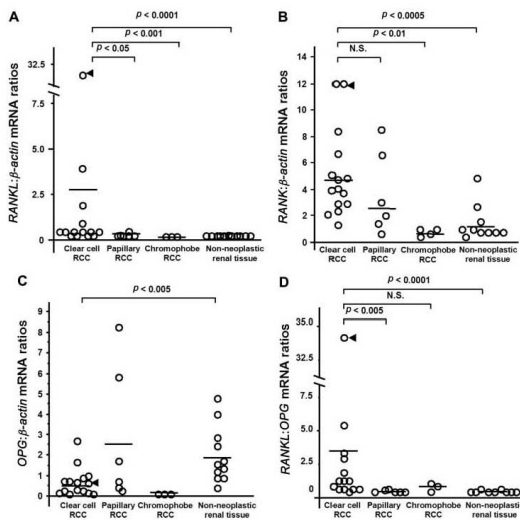 A
p < 0.0001
p < 0.001
p < 0.05
32.5
7.5
5.0
2.5
0
RANKL:β-actin mRNA ratios
Clear cell RCC
Papillary RCC
Chromophobe RCC
Non-neoplastic renal tissue
B
p < 0.0005
p < 0.01
N.S.
14
12
10
8
6
4
2
0
RANK:β-actin mRNA ratios
Clear cell RCC
Papillary RCC
Chromophobe RCC
Non-neoplastic renal tissue
C
p < 0.005
9
8
7
6
5
4
3
2
1
0
OPG:β-actin mRNA ratios
Clear cell RCC
Papillary RCC
Chromophobe RCC
Non-neoplastic renal tissue
D
p < 0.0001
N.S.
p < 0.005
35.0
32.5
7.5
5.0
2.5
0
RANKL:OPG mRNA ratios
Clear cell RCC
Papillary RCC
Chromophobe RCC
Non-neoplastic renal tissue